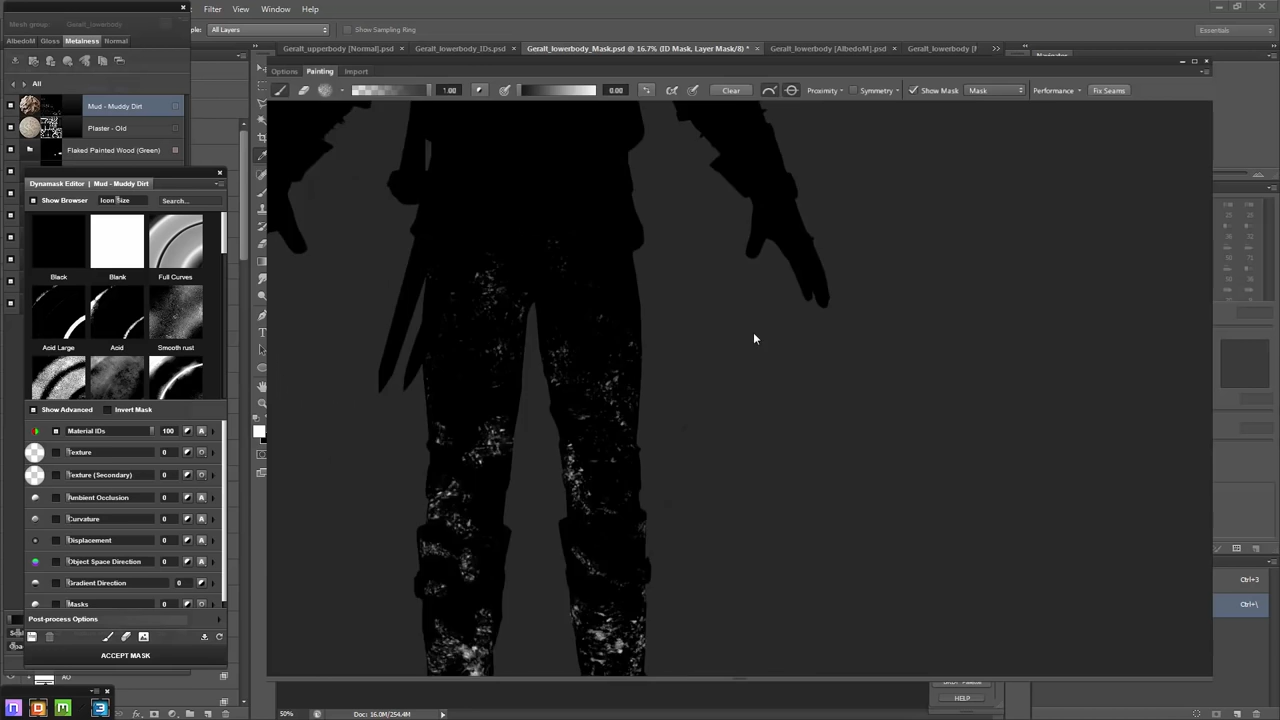 Filter View Window Help
Mesh group: Geralt_lowerbody
All Layers Show Sampling Ring Essentials
AlbedoM Gloss Metalness Normal
Geralt_upperbody [Normal].psd × Geralt_lowerbody_IDs.psd × Geralt_lowerbody_Mask.psd @ 16.7% (ID Mask, Layer Mask/8) * × Geralt_lowerbody [AlbedoM].psd × Geralt_lowerbody [
Options Painting Import
All
1.00 0.00 Clear Proximity Symmetry Show Mask Mask Performance Fix Seams
Mud - Muddy Dirt
Plaster - Old
Flaked Painted Wood (Green)
Dynamask Editor | Mud - Muddy Dirt
Show Browser Icon Size Search...
Black Blank Full Curves
Acid Large Acid Smooth rust
Show Advanced Invert Mask
Material IDs 100
Texture 0
Texture (Secondary) 0
Ambient Occlusion 0
Curvature 0
Displacement 0
Object Space Direction 0
Gradient Direction 0
Masks 0
Post-process Options
ACCEPT MASK
AO
Ctrl+3
Ctrl+\
HELP
50% Doc: 16.0M/254.4M